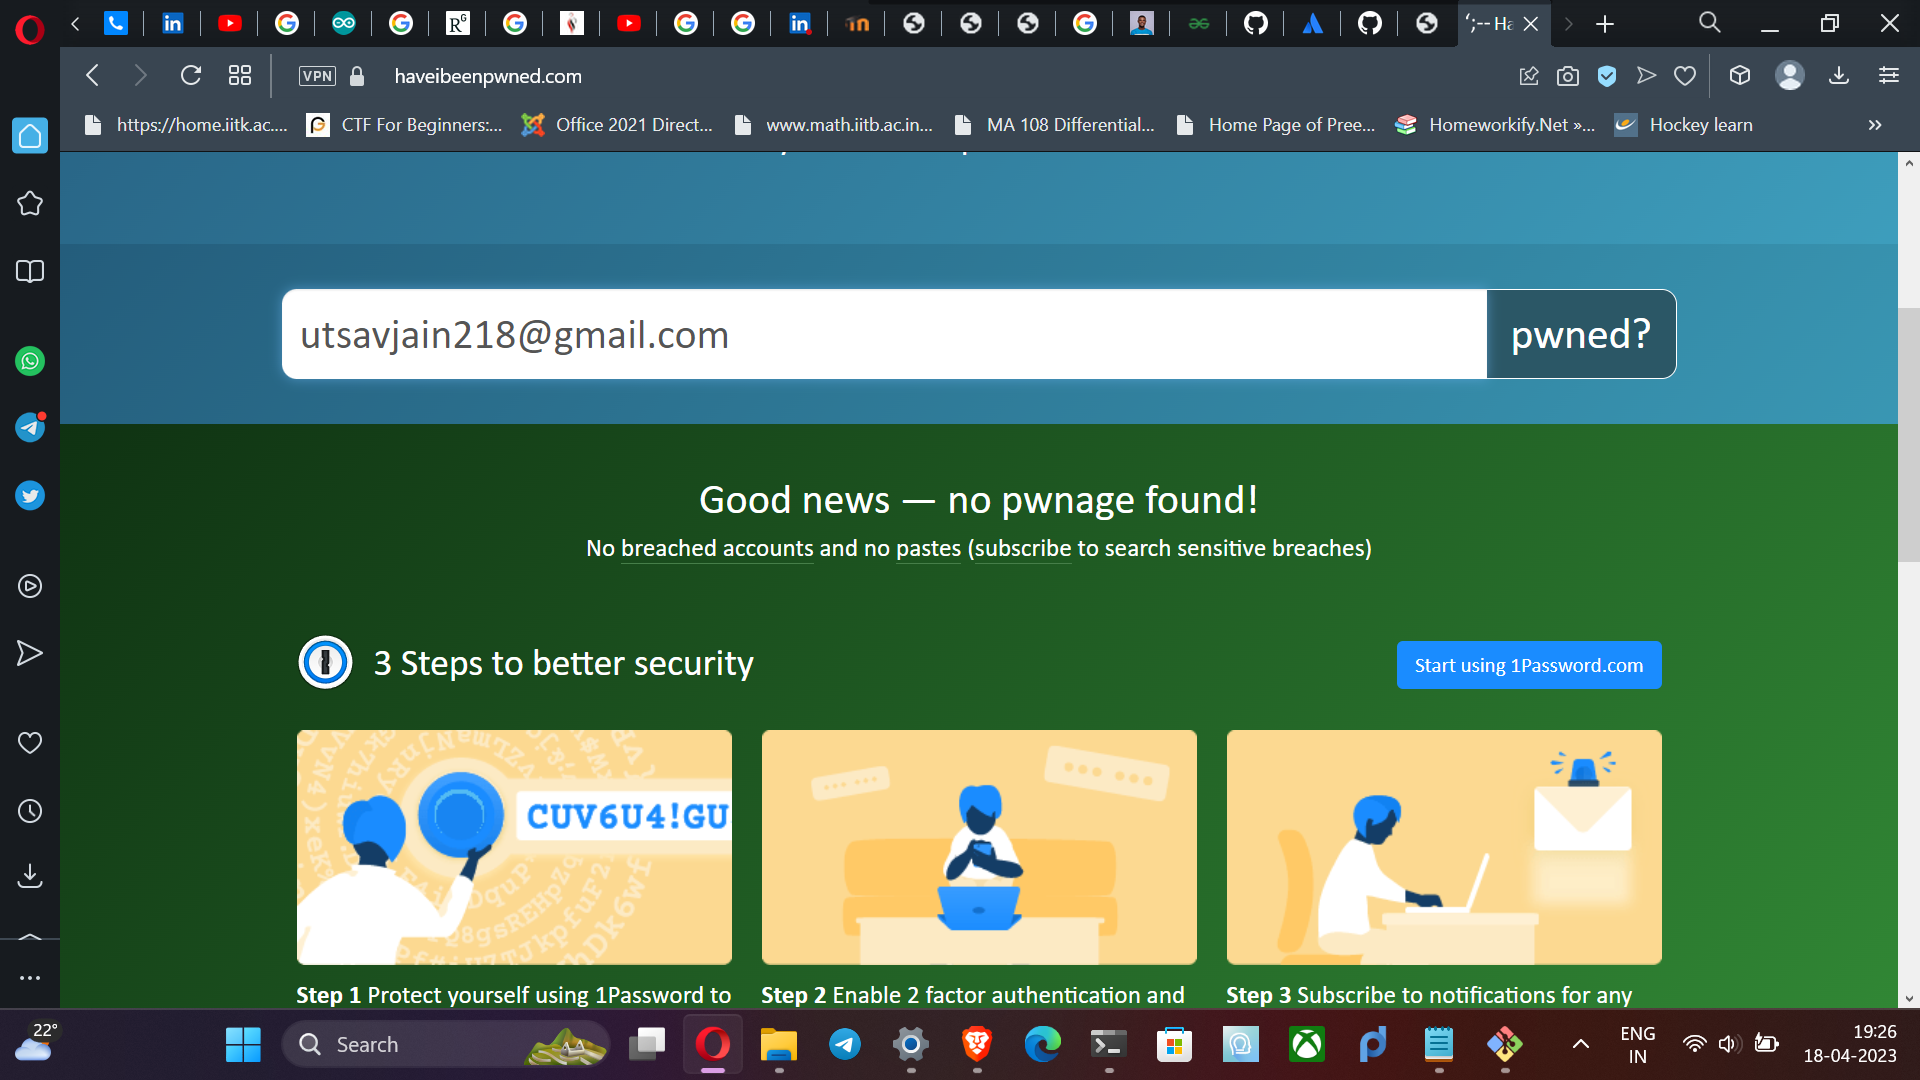 ‘;-- Ha
VPN
haveibeenpwned.com
https://home.iitk.ac....
CTF For Beginners:...
Office 2021 Direct...
www.math.iitb.ac.in...
MA 108 Differential...
Home Page of Pree...
Homeworkify.Net »...
Hockey learn
utsavjain218@gmail.com
pwned?
Good news — no pwnage found!
No breached accounts and no pastes (subscribe to search sensitive breaches)
3 Steps to better security
Start using 1Password.com
CUV6U4!GU
Step 1 Protect yourself using 1Password to
Step 2 Enable 2 factor authentication and
Step 3 Subscribe to notifications for any
22°
Search
ENG
IN
19:26
18-04-2023